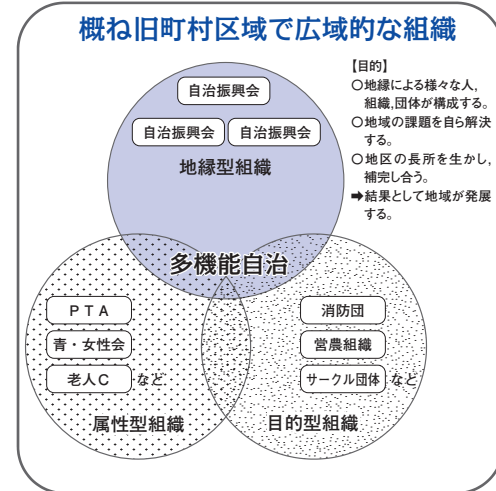 概ね旧町村区域で広域的な組織
【目的】
○地縁による様々な人,
組織,団体が構成する。
○地域の課題を自ら解決
する。
○地区の長所を生かし,
補完し合う。
➡結果として地域が発展
する。
自治振興会
自治振興会 自治振興会
地縁型組織
多機能自治
PTA
青・女性会
老人C など
属性型組織
消防団
営農組織
サークル団体 など
目的型組織